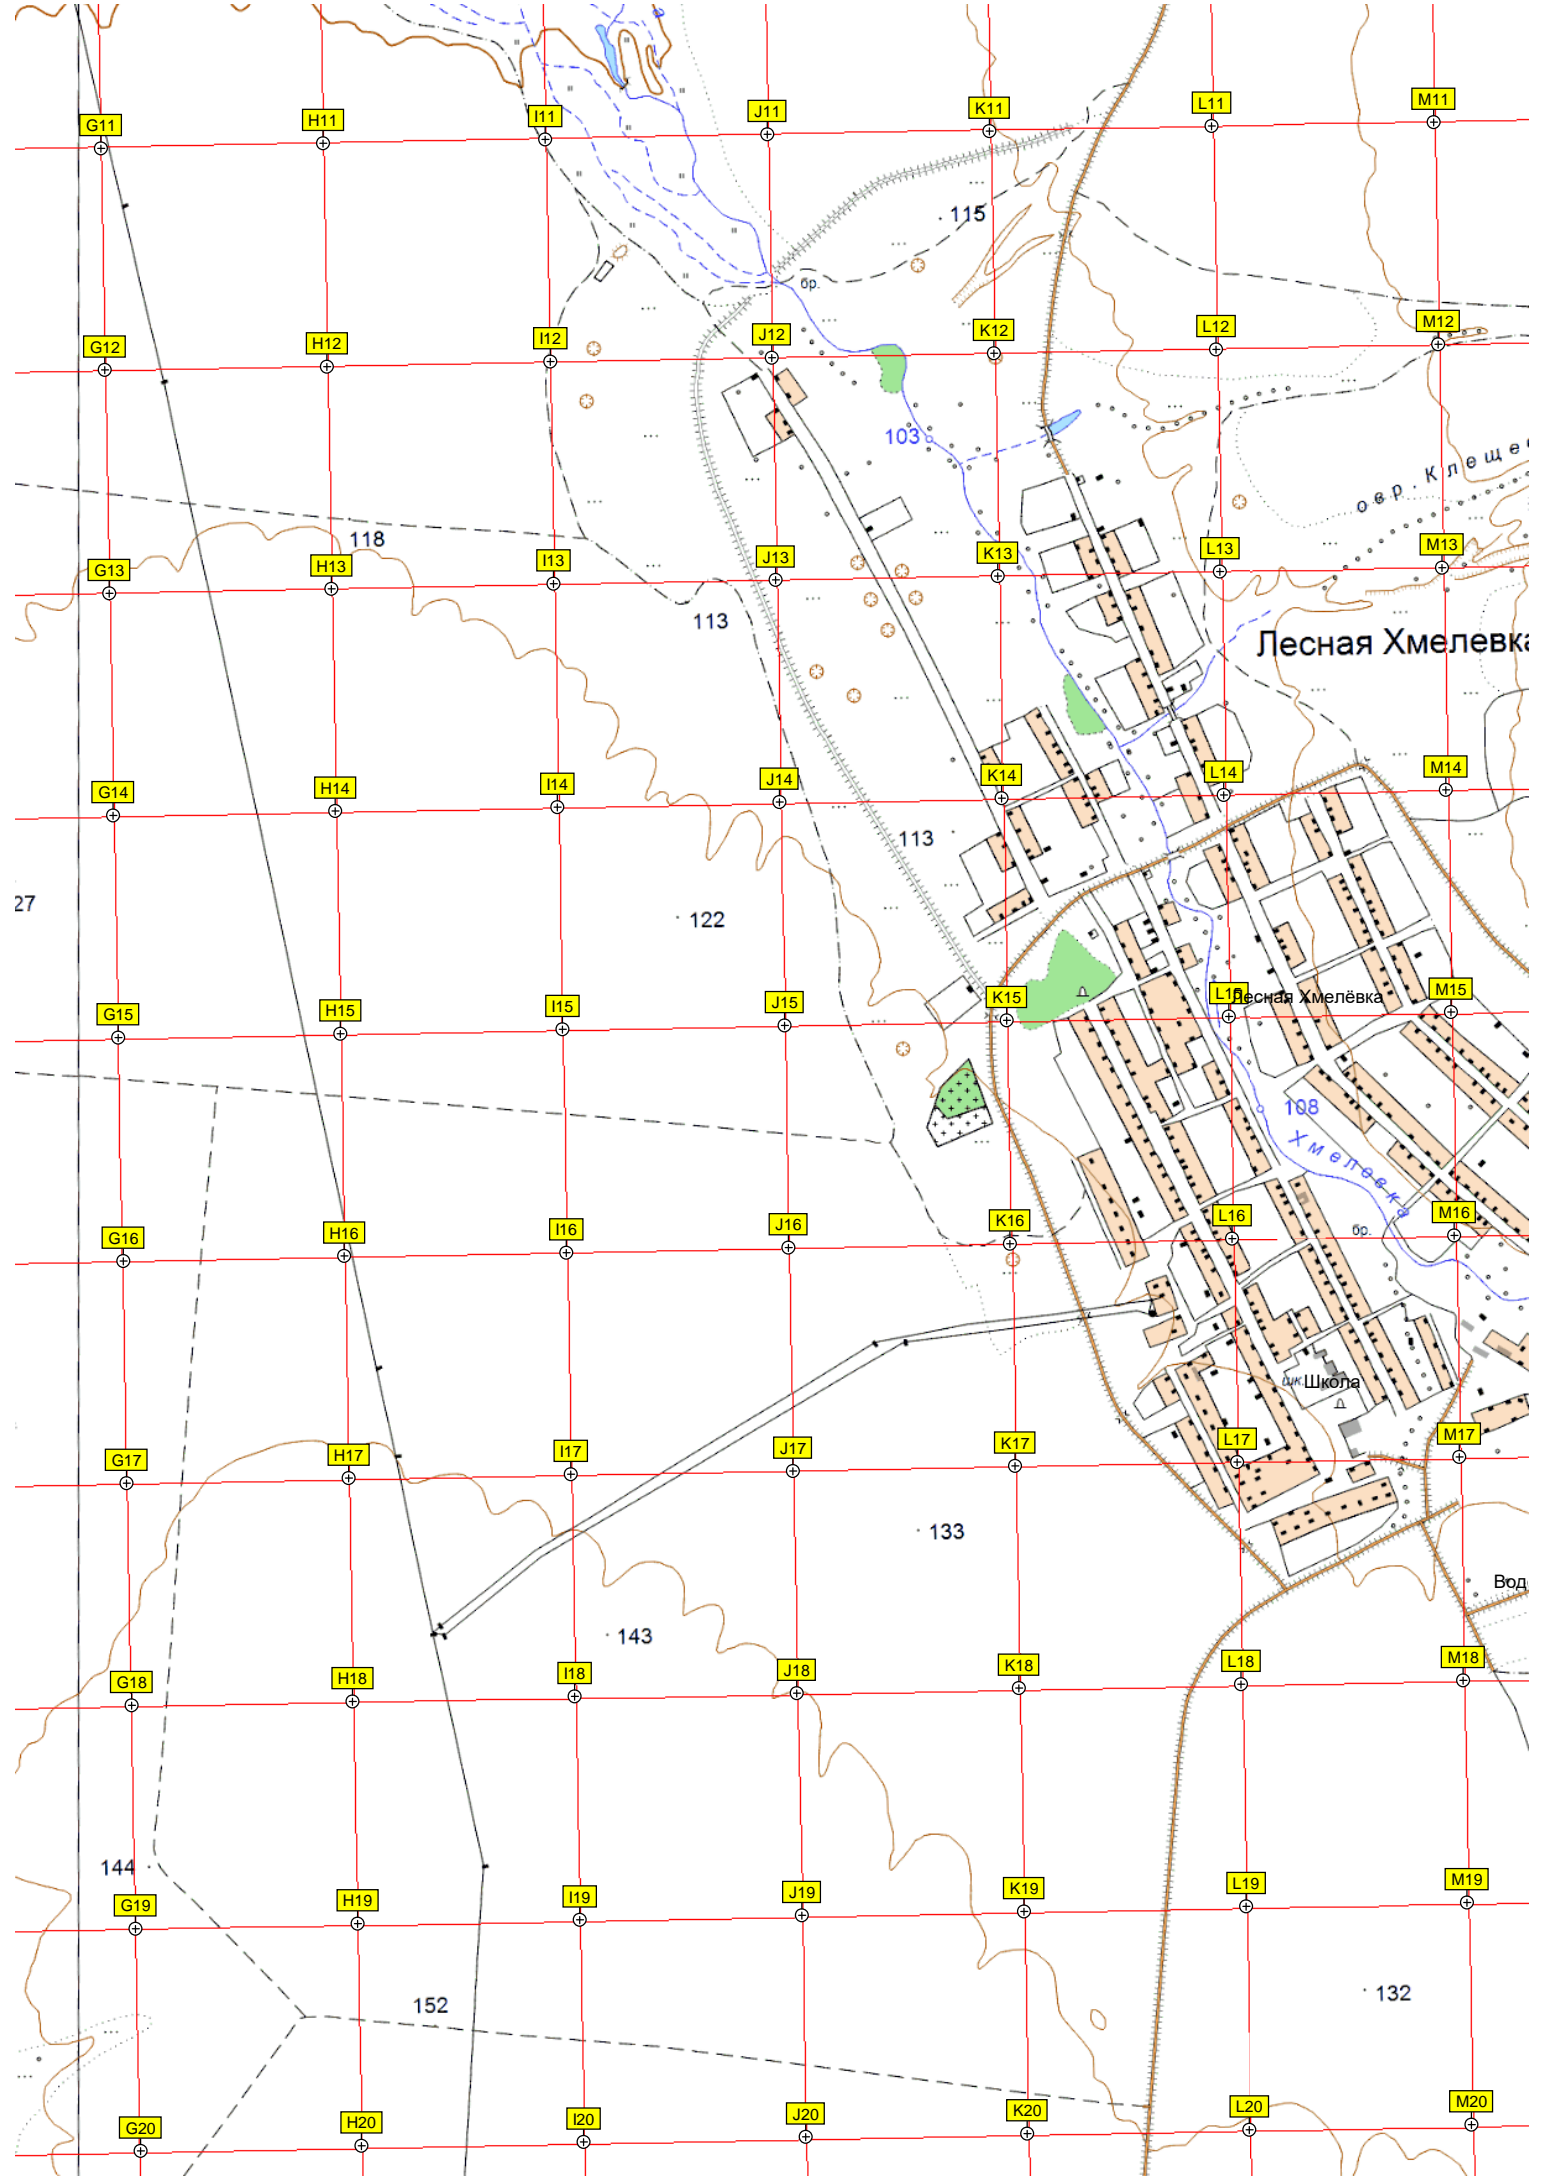 G11 H11 I11 J11 K11 L11 M11
115
бр.
G12 H12 I12 J12 K12 L12 M12
103
овр. Клеще
118
G13 H13 I13 J13 K13 L13 M13
113
Лесная Хмелевка
G14 H14 I14 J14 K14 L14 M14
113
27
122
G15 H15 I15 J15 K15 L15 M15
Лесная Хмелёвка
108
Хмелевка
G16 H16 I16 J16 K16 L16 M16
бр.
шк. Школа
G17 H17 I17 J17 K17 L17 M17
133
Вод
143
G18 H18 I18 J18 K18 L18 M18
144
G19 H19 I19 J19 K19 L19 M19
132
152
G20 H20 I20 J20 K20 L20 M20